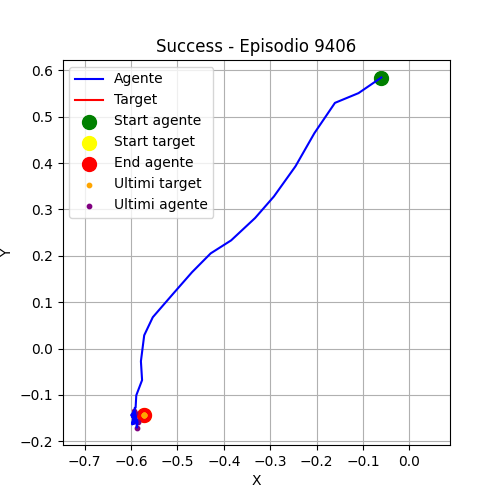 Success - Episodio 9406
Agente
Target
Start agente
Start target
End agente
Ultimi target
Ultimi agente
0.6
0.5
0.4
0.3
0.2
0.1
0.0
−0.1
−0.2
Y
−0.7 −0.6 −0.5 −0.4 −0.3 −0.2 −0.1 0.0
X